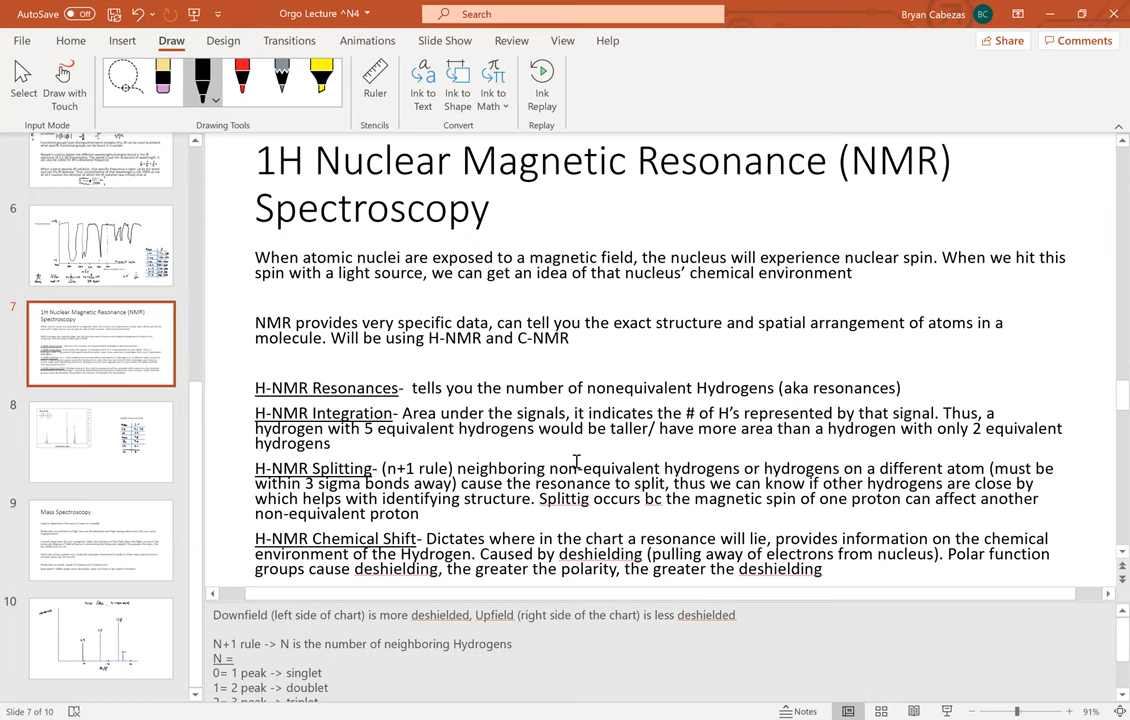 AutoSave Off Orgo Lecture ^N4 Search Bryan Cabezas BC
File Home Insert Draw Design Transitions Animations Slide Show Review View Help Share Comments
Select Draw with Touch Ruler Ink to Text Ink to Shape Ink to Math Ink Replay
Input Mode Drawing Tools Stencils Convert Replay
6
7
1H Nuclear Magnetic Resonance (NMR)
Spectroscopy
8
9
Mass Spectroscopy
10
1H Nuclear Magnetic Resonance (NMR)
Spectroscopy
When atomic nuclei are exposed to a magnetic field, the nucleus will experience nuclear spin. When we hit this
spin with a light source, we can get an idea of that nucleus’ chemical environment
NMR provides very specific data, can tell you the exact structure and spatial arrangement of atoms in a
molecule. Will be using H-NMR and C-NMR
H-NMR Resonances- tells you the number of nonequivalent Hydrogens (aka resonances)
H-NMR Integration- Area under the signals, it indicates the # of H’s represented by that signal. Thus, a
hydrogen with 5 equivalent hydrogens would be taller/ have more area than a hydrogen with only 2 equivalent
hydrogens
H-NMR Splitting- (n+1 rule) neighboring non-equivalent hydrogens or hydrogens on a different atom (must be
within 3 sigma bonds away) cause the resonance to split, thus we can know if other hydrogens are close by
which helps with identifying structure. Splittig occurs bc the magnetic spin of one proton can affect another
non-equivalent proton
H-NMR Chemical Shift- Dictates where in the chart a resonance will lie, provides information on the chemical
environment of the Hydrogen. Caused by deshielding (pulling away of electrons from nucleus). Polar function
groups cause deshielding, the greater the polarity, the greater the deshielding
Downfield (left side of chart) is more deshielded, Upfield (right side of the chart) is less deshielded
N+1 rule -> N is the number of neighboring Hydrogens
N =
0= 1 peak -> singlet
1= 2 peak -> doublet
2= 3 peak -> triplet
Slide 7 of 10 Notes 91%